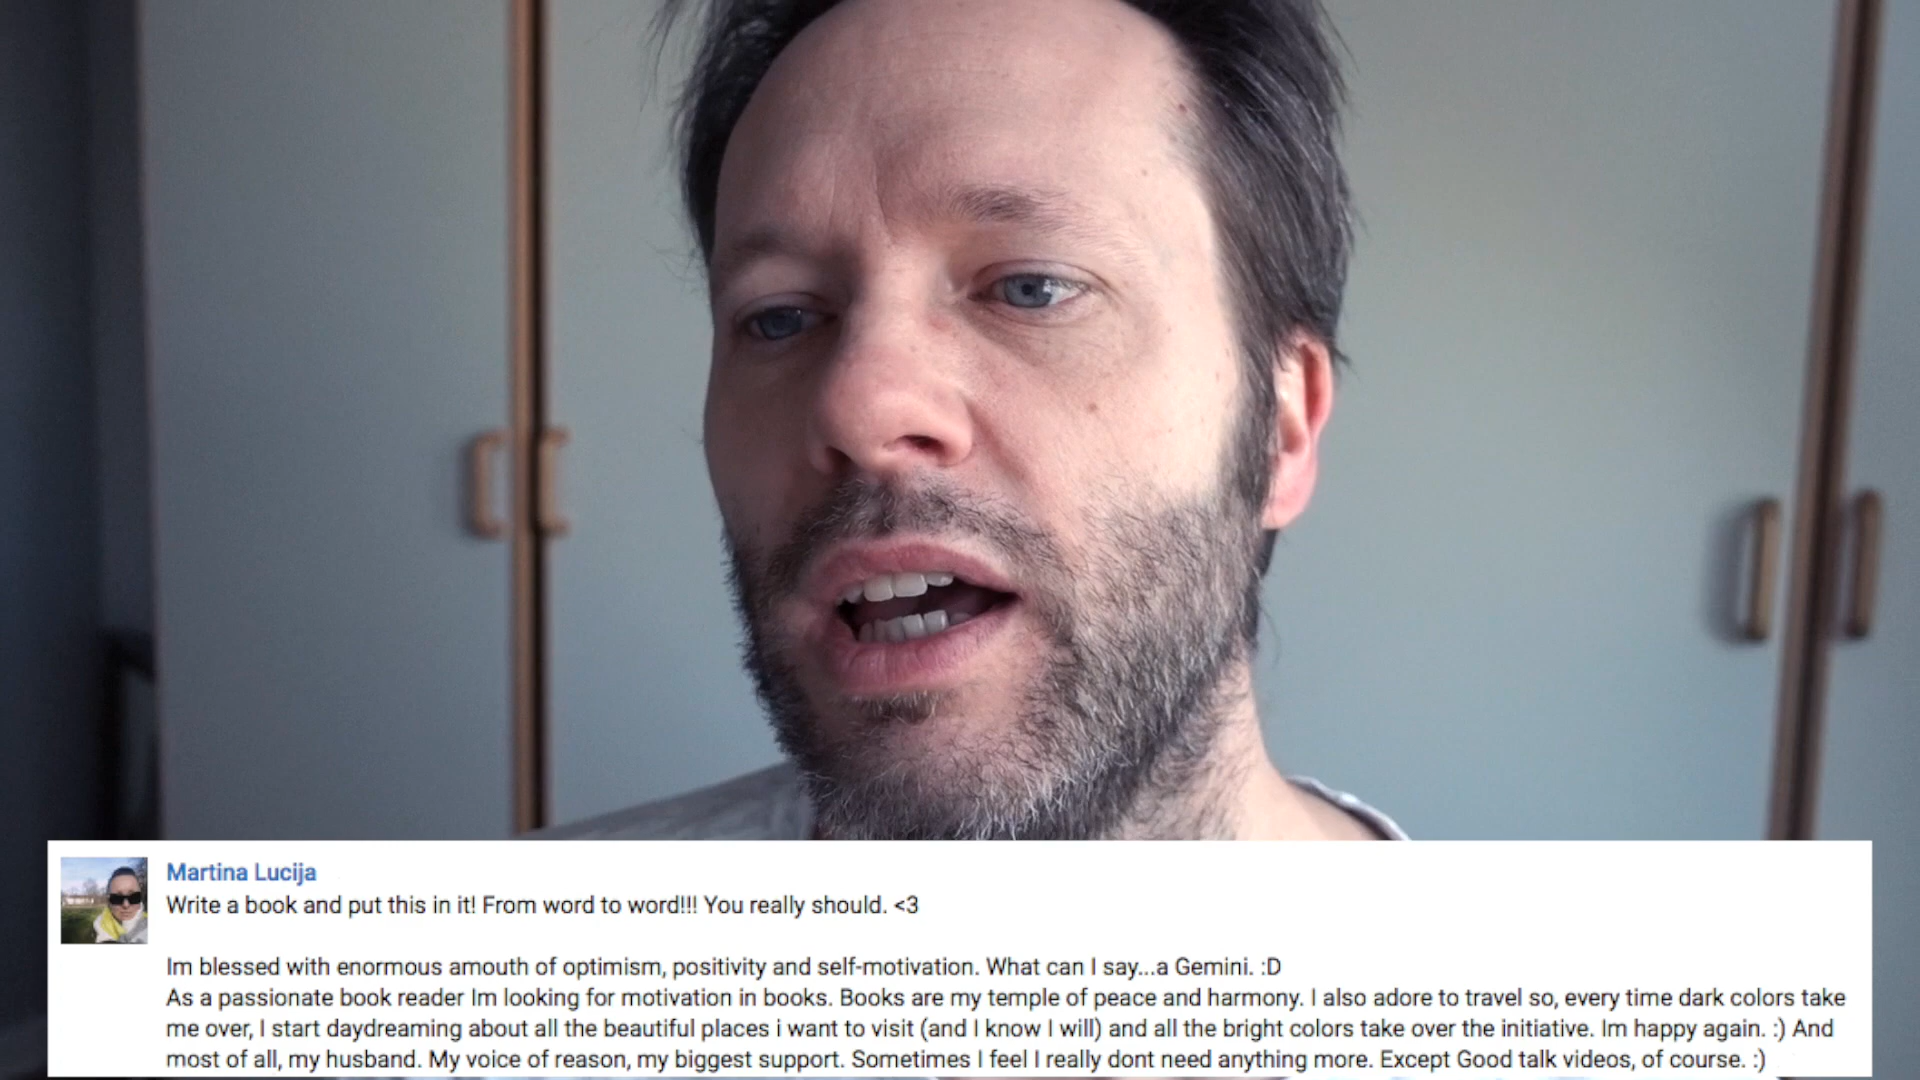 Martina Lucija
Write a book and put this in it! From word to word!!! You really should. <3
Im blessed with enormous amouth of optimism, positivity and self-motivation. What can I say...a Gemini. :D
As a passionate book reader Im looking for motivation in books. Books are my temple of peace and harmony. I also adore to travel so, every time dark colors take
me over, I start daydreaming about all the beautiful places i want to visit (and I know I will) and all the bright colors take over the initiative. Im happy again. :) And
most of all, my husband. My voice of reason, my biggest support. Sometimes I feel I really dont need anything more. Except Good talk videos, of course. :)